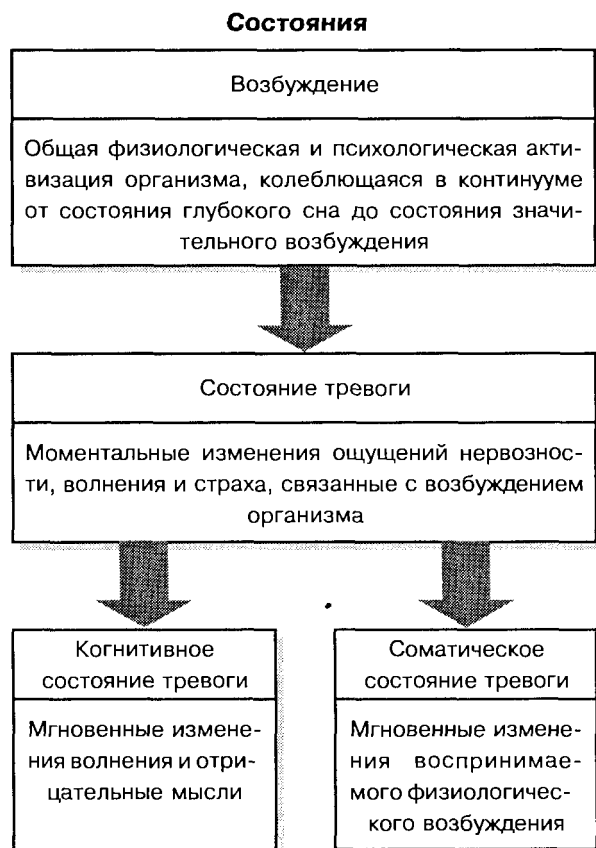 Состояния
Возбуждение
Общая физиологическая и психологическая акти-
визация организма, колеблющаяся в континууме
от состояния глубокого сна до состояния значи-
тельного возбуждения
Состояние тревоги
Моментальные изменения ощущений нервознос-
ти, волнения и страха, связанные с возбуждением
организма
Когнитивное
состояние тревоги
Мгновенные измене-
ния волнения и отри-
цательные мысли
Соматическое
состояние тревоги
Мгновенные измене-
ния воспринимае-
мого физиологичес-
кого возбуждения